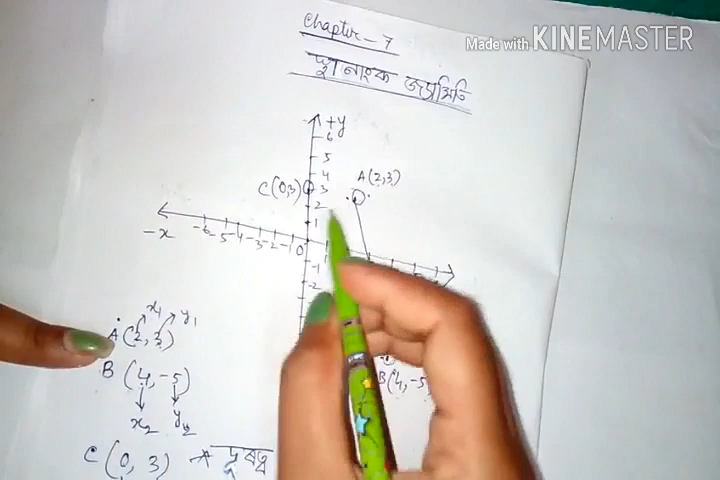 Chapter - 7
Made with KINEMASTER
স্থানাংক জ্যামিতি
+y
6
5
4
A(2,3)
C(0,3) 3
2
1
-x -6 -5 -4 -3 -2 -1 0
-1
-2
x₁ y₁
A (2, 3)
B (4, -5)
B(4, -5)
x₂ y₂
C (0, 3)
দূৰত্ব